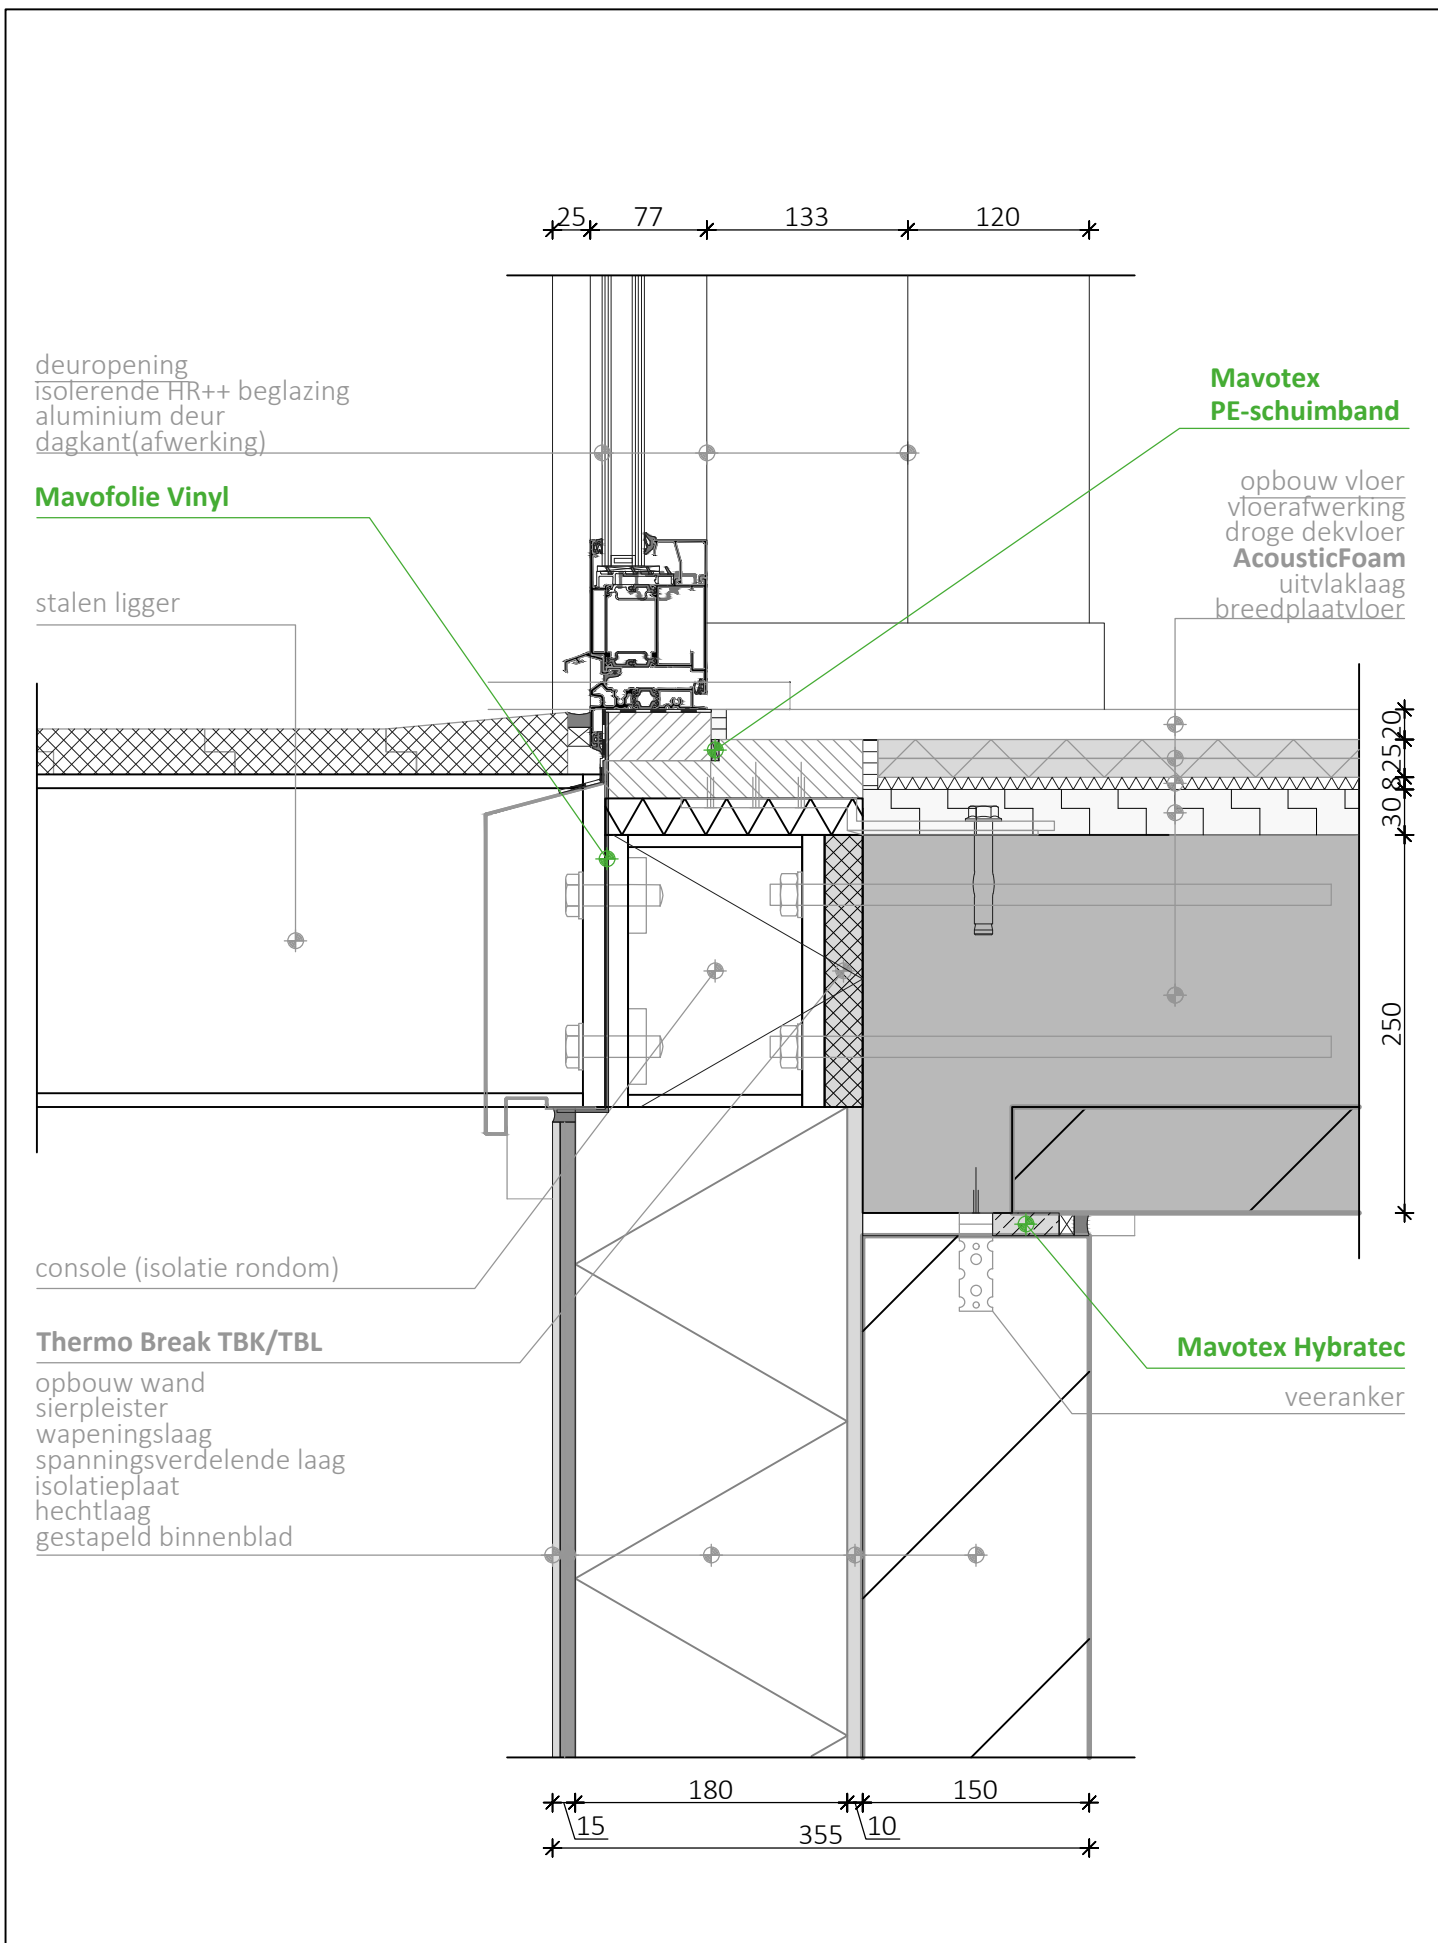 25 77 133 120
deuropening
isolerende HR++ beglazing
aluminium deur
dagkant(afwerking)
Mavofolie Vinyl
stalen ligger
Mavotex
PE-schuimband
opbouw vloer
vloerafwerking
droge dekvloer
AcousticFoam
uitvlaklaag
breedplaatvloer
20
25
8
30
250
console (isolatie rondom)
Thermo Break TBK/TBL
opbouw wand
sierpleister
wapeningslaag
spanningsverdelende laag
isolatieplaat
hechtlaag
gestapeld binnenblad
Mavotex Hybratec
veeranker
180 150
15 10
355